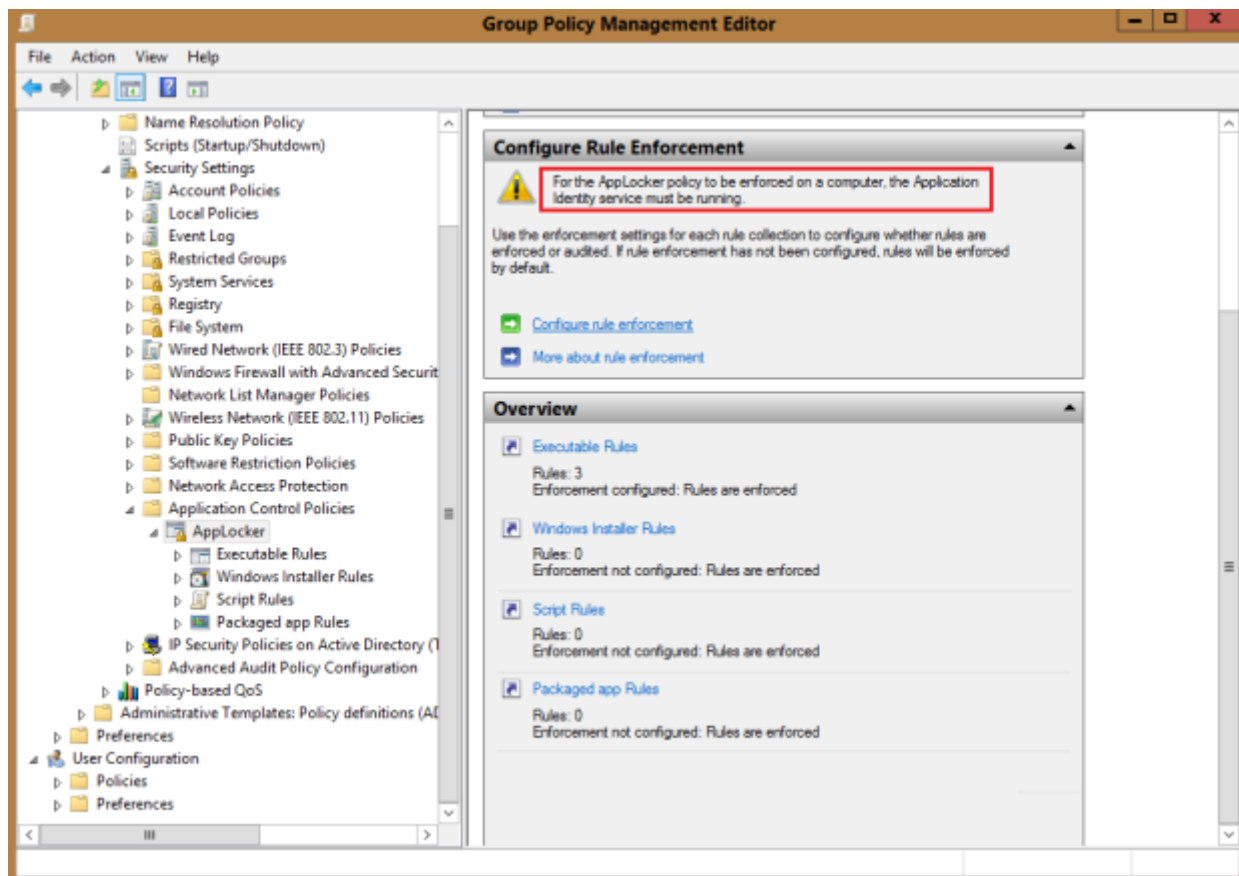 Group Policy Management Editor
File Action View Help
Name Resolution Policy
Scripts (Startup/Shutdown)
Security Settings
Account Policies
Local Policies
Event Log
Restricted Groups
System Services
Registry
File System
Wired Network (IEEE 802.3) Policies
Windows Firewall with Advanced Securit
Network List Manager Policies
Wireless Network (IEEE 802.11) Policies
Public Key Policies
Software Restriction Policies
Network Access Protection
Application Control Policies
AppLocker
Executable Rules
Windows Installer Rules
Script Rules
Packaged app Rules
IP Security Policies on Active Directory (T
Advanced Audit Policy Configuration
Policy-based QoS
Administrative Templates: Policy definitions (AD
Preferences
User Configuration
Policies
Preferences
Configure Rule Enforcement
For the AppLocker policy to be enforced on a computer, the Application
Identity service must be running.
Use the enforcement settings for each rule collection to configure whether rules are
enforced or audited. If rule enforcement has not been configured, rules will be enforced
by default.
Configure rule enforcement
More about rule enforcement
Overview
Executable Rules
Rules: 3
Enforcement configured: Rules are enforced
Windows Installer Rules
Rules: 0
Enforcement not configured: Rules are enforced
Script Rules
Rules: 0
Enforcement not configured: Rules are enforced
Packaged app Rules
Rules: 0
Enforcement not configured: Rules are enforced